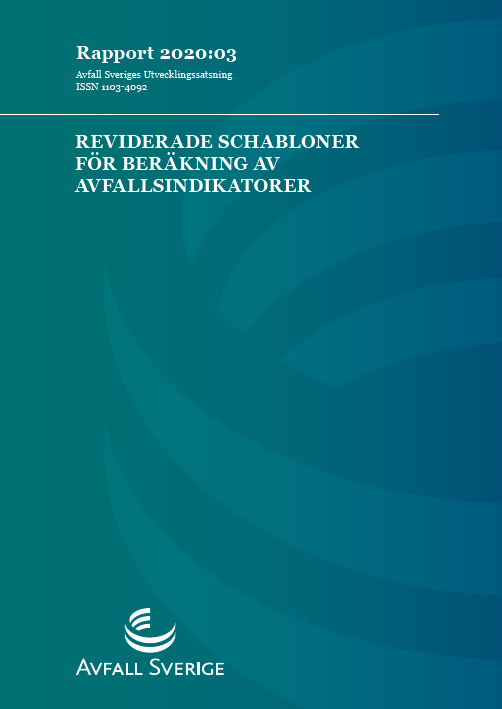 Rapport 2020:03
Avfall Sveriges Utvecklingssatsning
ISSN 1103-4092
REVIDERADE SCHABLONER
FÖR BERÄKNING AV
AVFALLSINDIKATORER
AVFALL SVERIGE